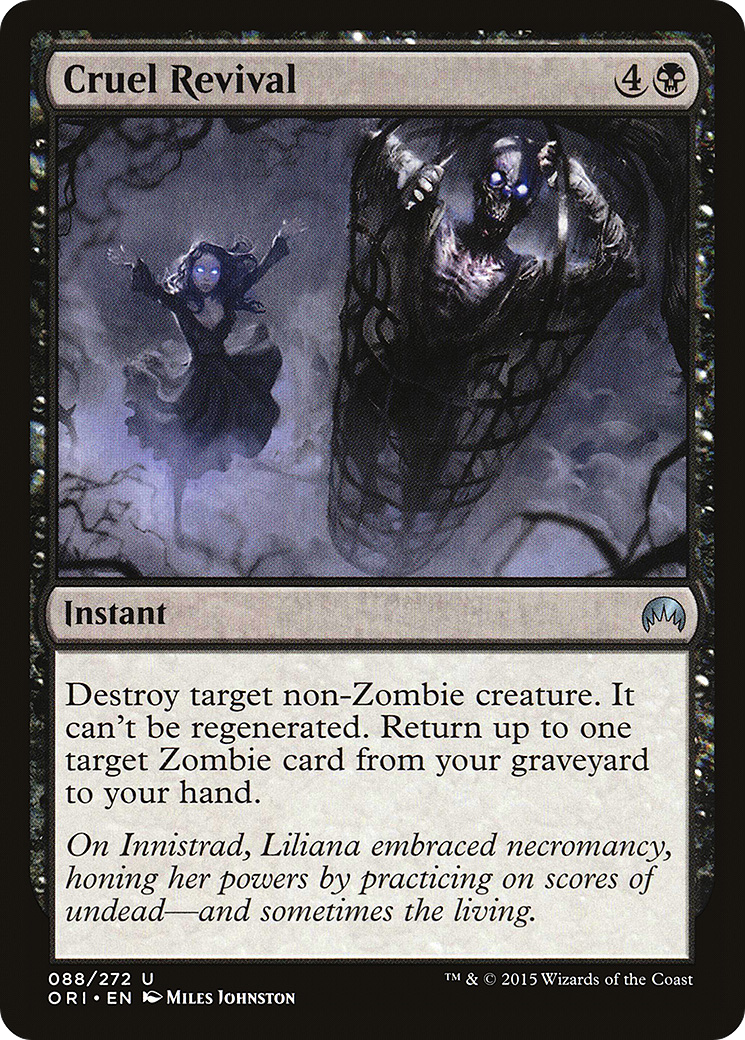 Cruel Revival 4
Instant
Destroy target non-Zombie creature. It
can't be regenerated. Return up to one
target Zombie card from your graveyard
to your hand.
On Innistrad, Liliana embraced necromancy,
honing her powers by practicing on scores of
undead—and sometimes the living.
088/272 U
™ & © 2015 Wizards of the Coast
ORI • EN Miles Johnston